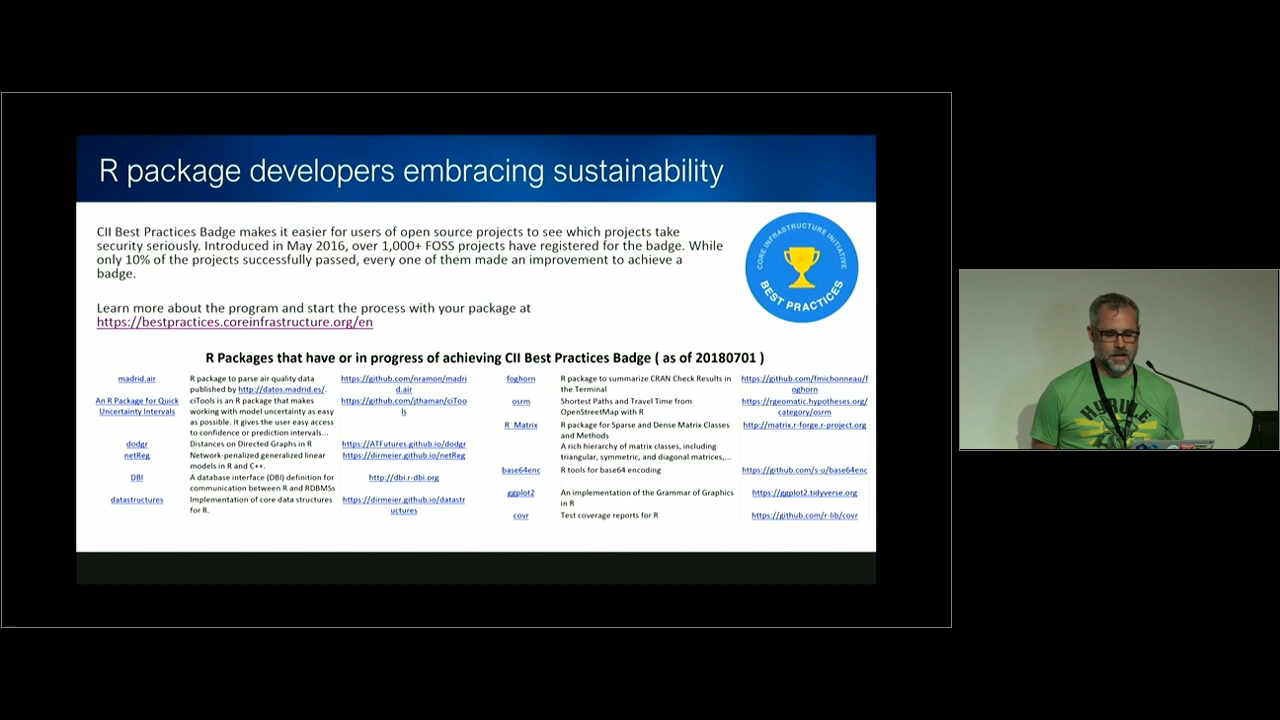 R package developers embracing sustainability
CII Best Practices Badge makes it easier for users of open source projects to see which projects take
security seriously. Introduced in May 2016, over 1,000+ FOSS projects have registered for the badge. While
only 10% of the projects successfully passed, every one of them made an improvement to achieve a
badge.
CORE INFRASTRUCTURE INITIATIVE
BEST PRACTICES
Learn more about the program and start the process with your package at
https://bestpractices.coreinfrastructure.org/en
R Packages that have or in progress of achieving CII Best Practices Badge ( as of 20180701 )
madrid.air
R package to parse air quality data
published by http://datos.madrid.es/.
https://github.com/nramon/madri
d.air
An R Package for Quick
Uncertainty Intervals
ciTools is an R package that makes
working with model uncertainty as easy
as possible. It gives the user easy access
to confidence or prediction intervals...
https://github.com/jthaman/ciToo
ls
dodgr
Distances on Directed Graphs in R
https://ATFutures.github.io/dodgr
netReg
Network-penalized generalized linear
models in R and C++.
https://dirmeier.github.io/netReg
DBI
A database interface (DBI) definition for
communication between R and RDBMSs
http://dbi.r-dbi.org
datastructures
Implementation of core data structures
for R.
https://dirmeier.github.io/datastr
uctures
foghorn
R package to summarize CRAN Check Results in
the Terminal
https://github.com/fmichonneau/f
oghorn
osrm
Shortest Paths and Travel Time from
OpenStreetMap with R
https://rgeomatic.hypotheses.org/
category/osrm
R Matrix
R package for Sparse and Dense Matrix Classes
and Methods
A rich hierarchy of matrix classes, including
triangular, symmetric, and diagonal matrices,...
http://matrix.r-forge.r-project.org
base64enc
R tools for base64 encoding
https://github.com/s-u/base64enc
ggplot2
An implementation of the Grammar of Graphics
in R
https://ggplot2.tidyverse.org
covr
Test coverage reports for R
https://github.com/r-lib/covr
HYRULE